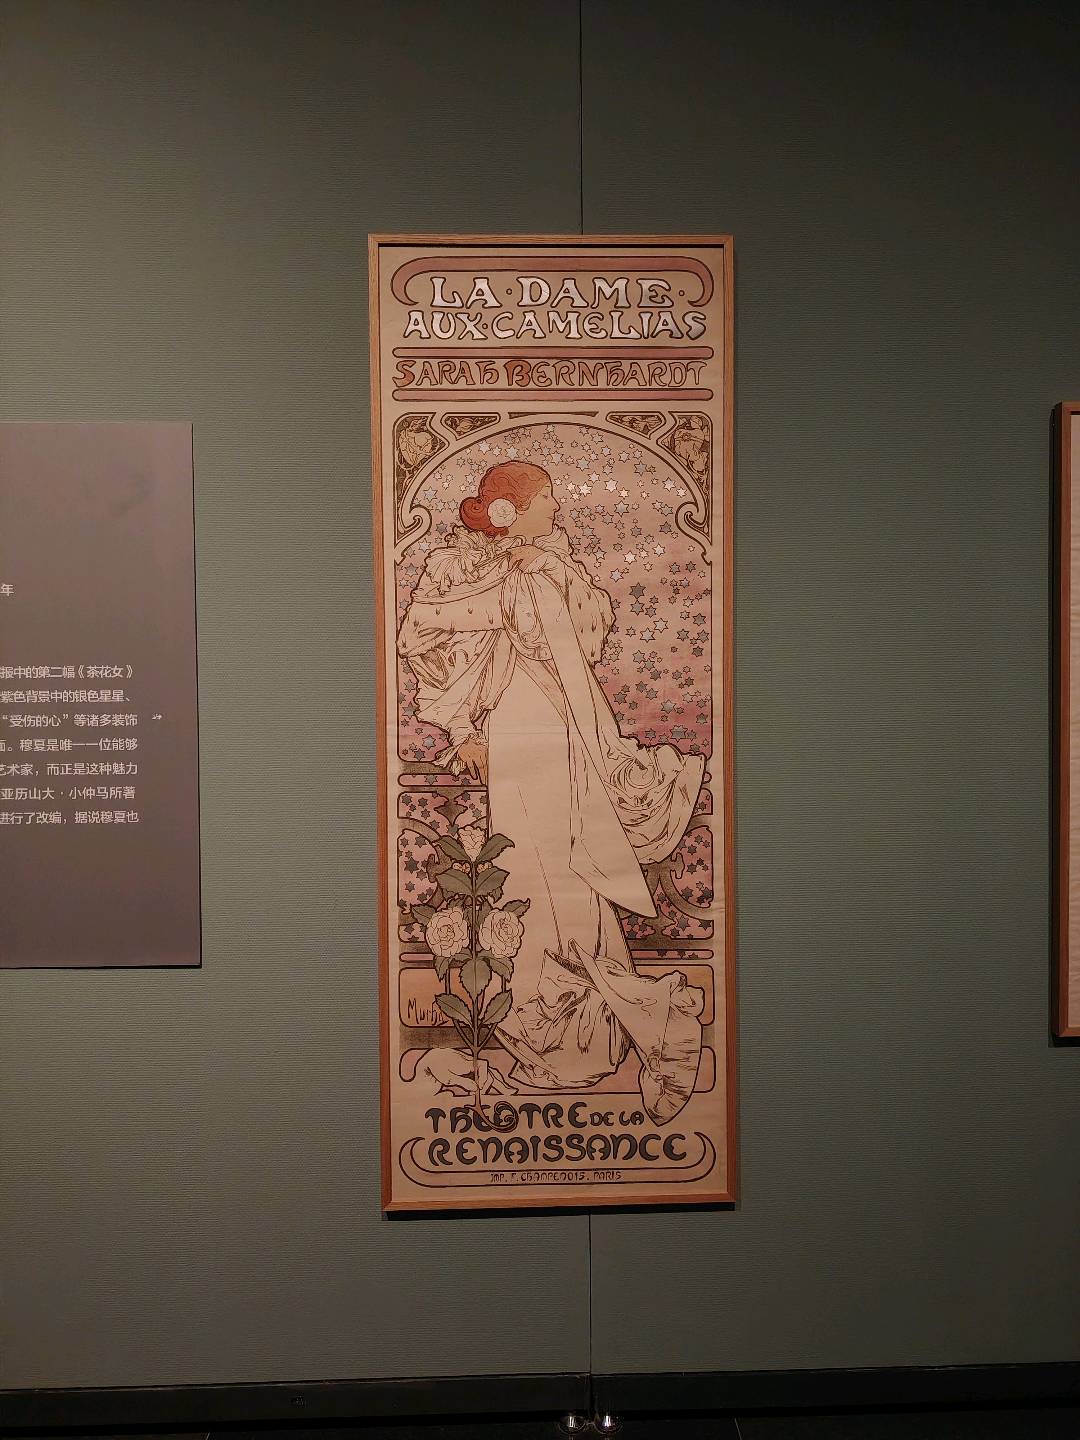 LA·DAME·
AUX·CAMELIAS
SARAH BERNHARDT
Mucha
THEATRE DE LA
RENAISSANCE
IMP. F. CHAMPENOIS. PARIS
年
报中的第二幅《茶花女》
紫色背景中的银色星星、
“受伤的心”等诸多装饰
面。穆夏是唯一一位能够
艺术家，而正是这种魅力
亚历山大·小仲马所著
进行了改编，据说穆夏也